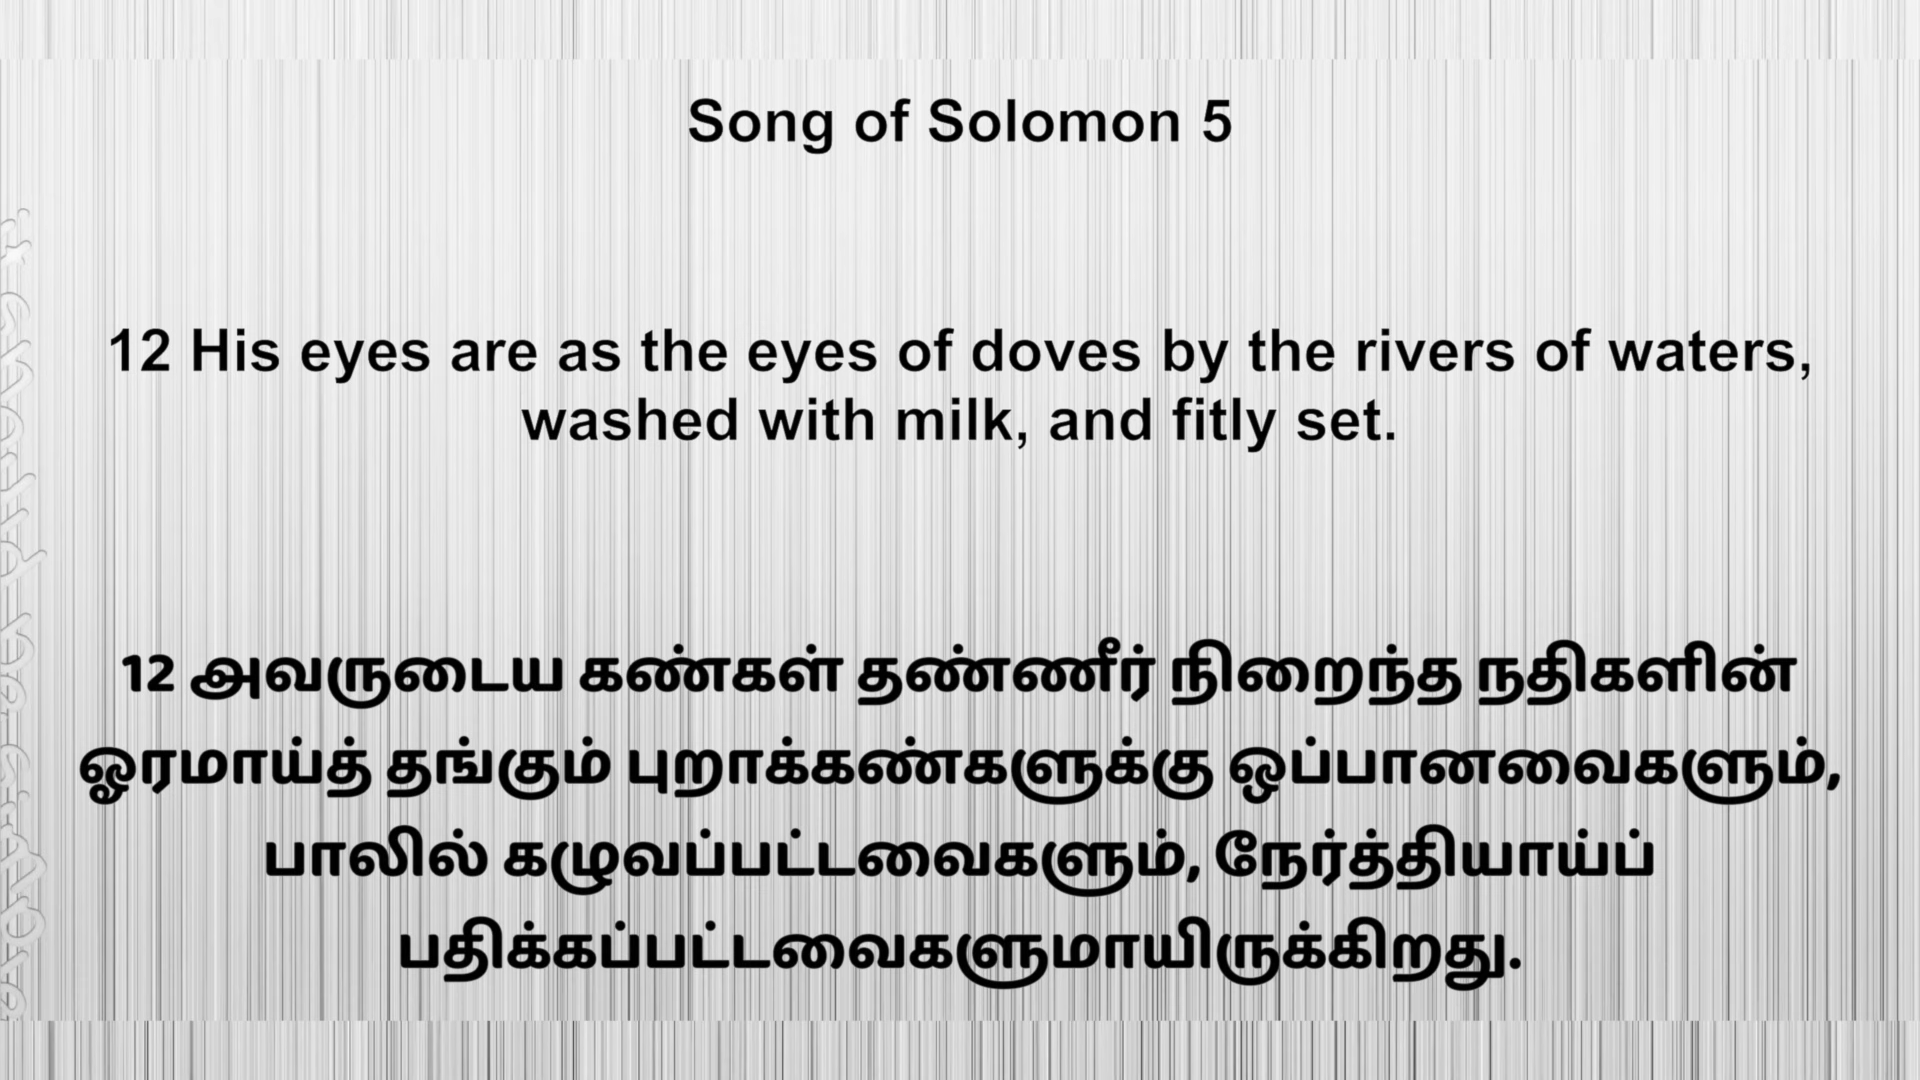 Song of Solomon 5
12 His eyes are as the eyes of doves by the rivers of waters,
washed with milk, and fitly set.
12 அவருடைய கண்கள் தண்ணீர் நிறைந்த நதிகளின்
ஓரமாய்த் தங்கும் புறாக்கண்களுக்கு ஒப்பானவைகளும்,
பாலில் கழுவப்பட்டவைகளும், நேர்த்தியாய்ப்
பதிக்கப்பட்டவைகளுமாயிருக்கிறது.